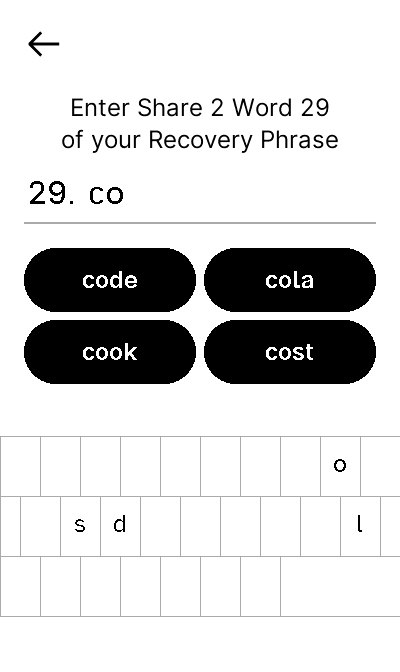 Enter Share 2 Word 29
of your Recovery Phrase
29. co
code cola
cook cost
o
s d l